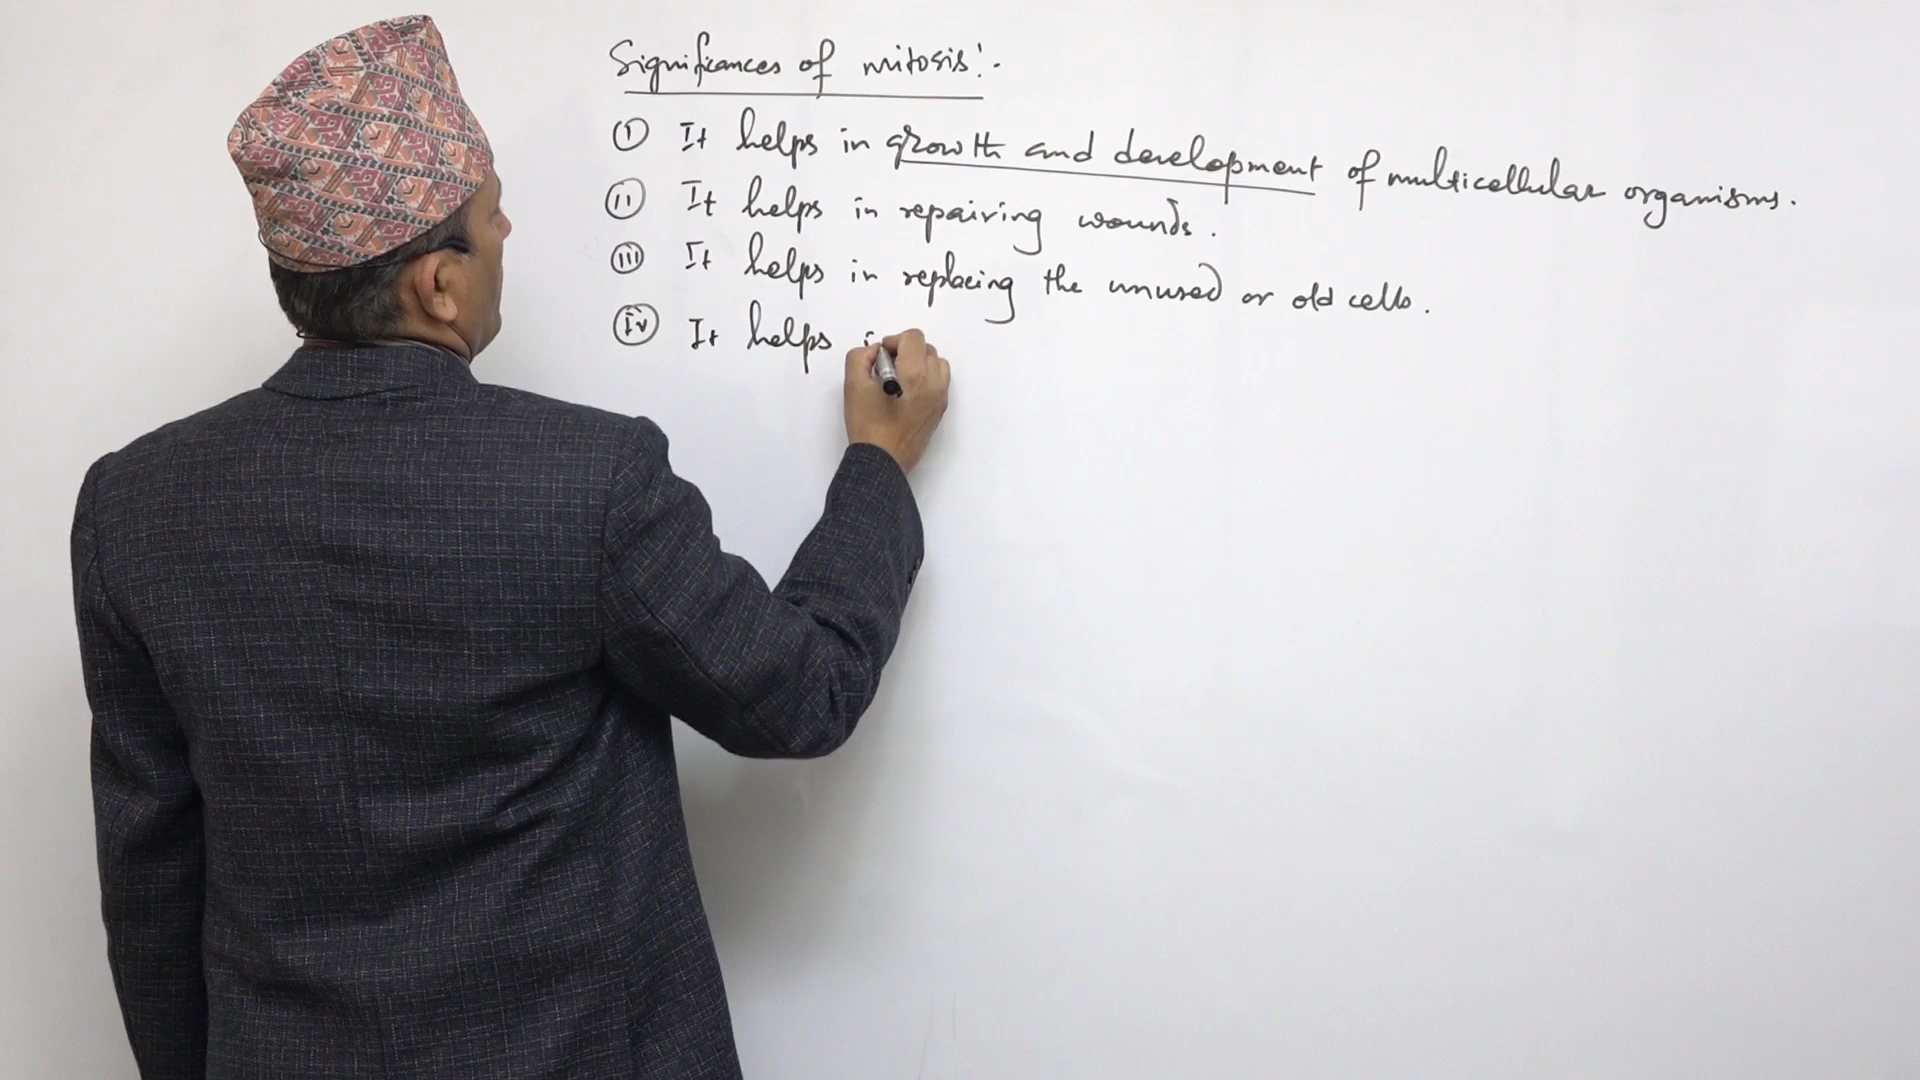 Significances of mitosis:-
(i) It helps in growth and development of multicellular organisms.
(ii) It helps in repairing wounds.
(iii) It helps in replacing the unused or old cells.
(iv) It helps i